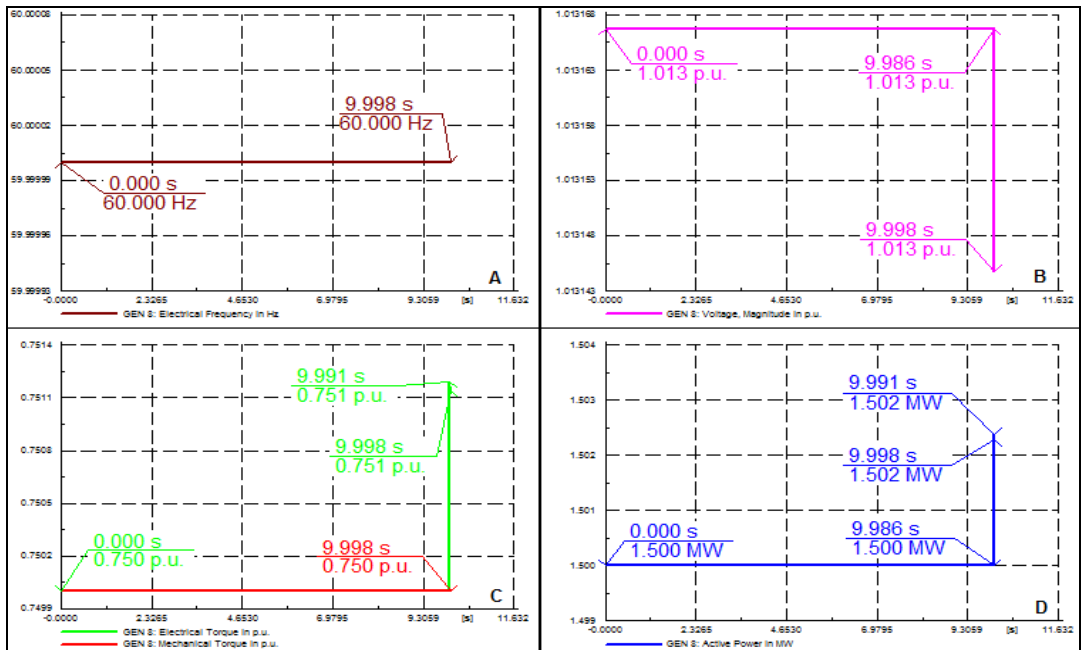 60.00008
60.00005
60.00002
59.99999
59.99996
59.99993
9.998 s
60.000 Hz
0.000 s
60.000 Hz
A
-0.0000 2.3265 4.6530 6.9795 9.3059 [s] 11.632
GEN 8: Electrical Frequency in Hz
1.013168
1.013163
1.013158
1.013153
1.013148
1.013143
0.000 s
1.013 p.u.
9.986 s
1.013 p.u.
9.998 s
1.013 p.u.
B
-0.0000 2.3265 4.6530 6.9795 9.3059 [s] 11.632
GEN 8: Voltage, Magnitude in p.u.
0.7514
0.7511
0.7508
0.7505
0.7502
0.7499
9.991 s
0.751 p.u.
9.998 s
0.751 p.u.
0.000 s
0.750 p.u.
9.998 s
0.750 p.u.
C
-0.0000 2.3265 4.6530 6.9795 9.3059 [s] 11.632
GEN 8: Electrical Torque in p.u.
GEN 8: Mechanical Torque in p.u.
1.504
1.503
1.502
1.501
1.500
1.499
9.991 s
1.502 MW
9.998 s
1.502 MW
0.000 s
1.500 MW
9.986 s
1.500 MW
D
-0.0000 2.3265 4.6530 6.9795 9.3059 [s] 11.632
GEN 8: Active Power in MW